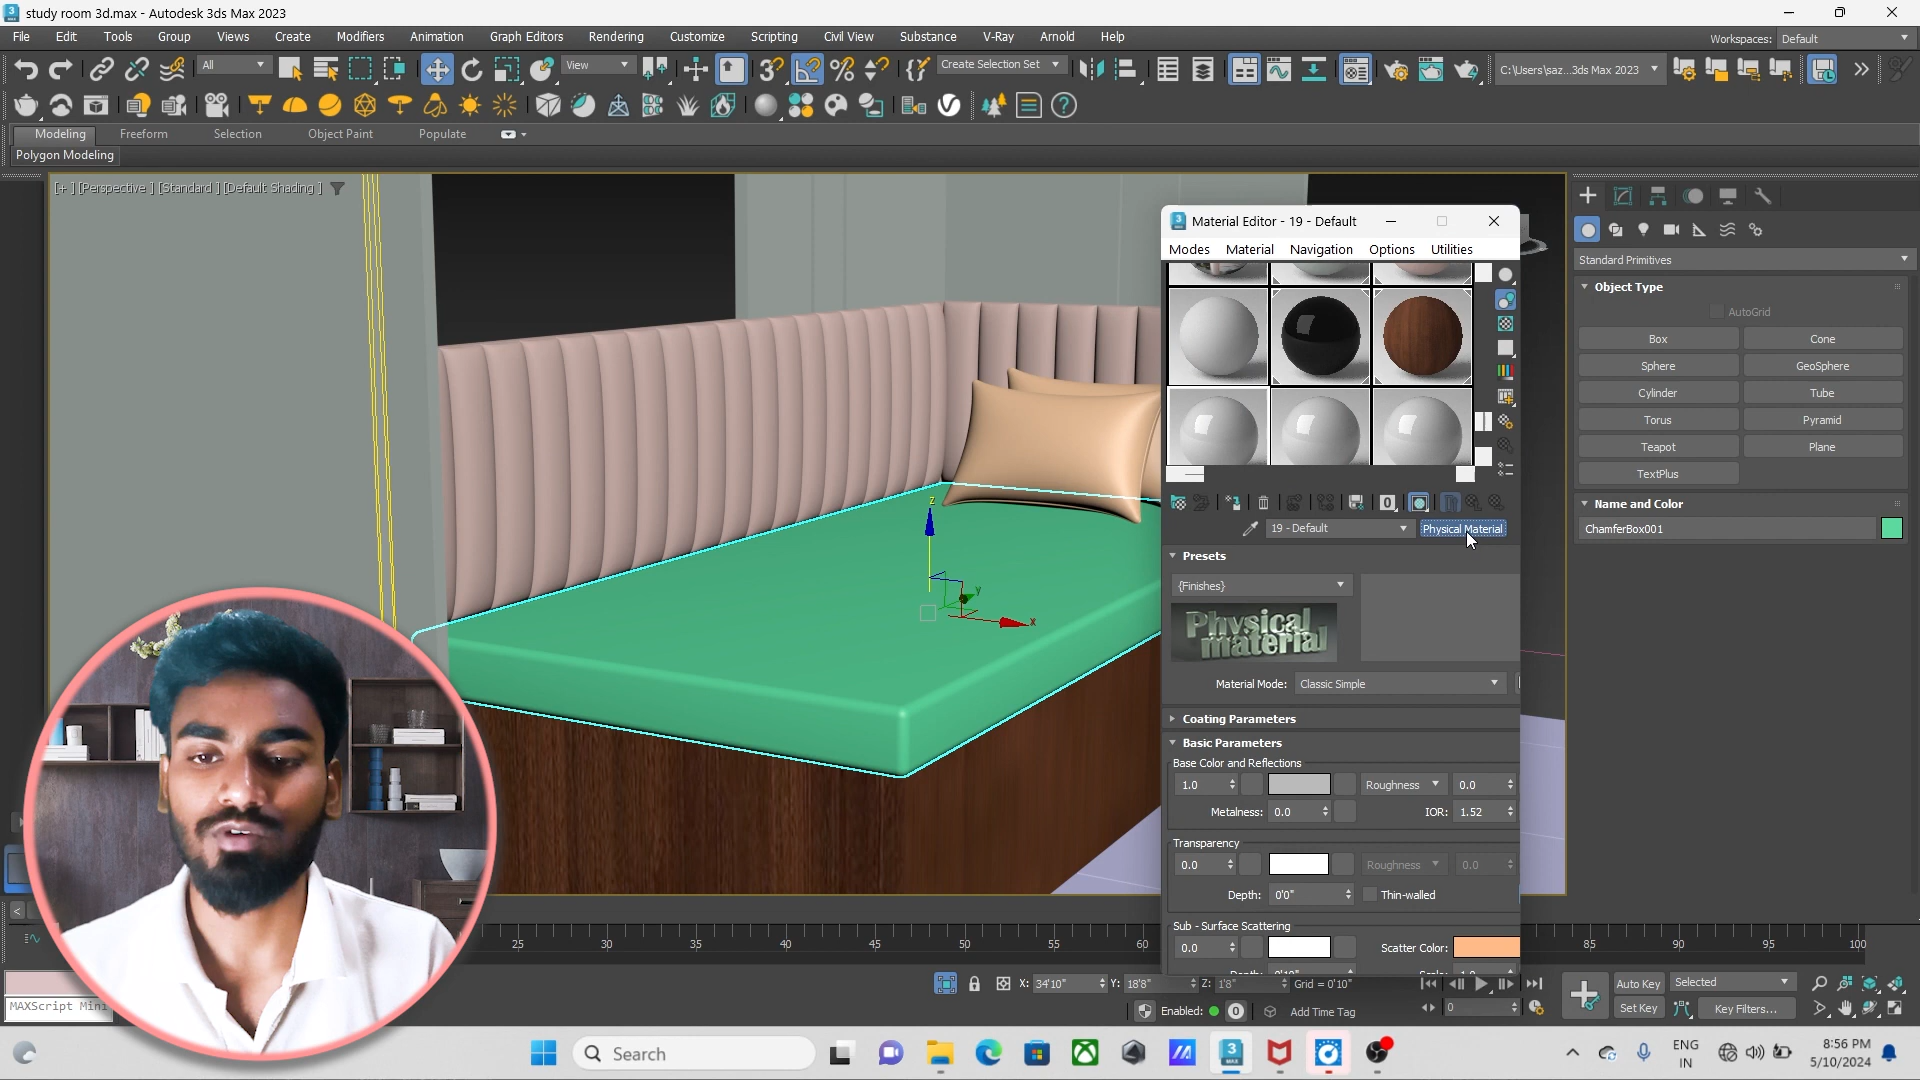 study room 3d.max - Autodesk 3ds Max 2023
File Edit Tools Group Views Create Modifiers Animation Graph Editors Rendering Customize Scripting Civil View Substance V-Ray Arnold Help
Workspaces: Default
All View Create Selection Set C:\Users\saz...3ds Max 2023
Modeling Freeform Selection Object Paint Populate
Polygon Modeling
[+] [Perspective] [Standard] [Default Shading]
Material Editor - 19 - Default
Modes Material Navigation Options Utilities
19 - Default Physical Material
Presets
{Finishes}
Physical
material
Material Mode: Classic Simple
Coating Parameters
Basic Parameters
Base Color and Reflections
1.0 Roughness 0.0
Metalness: 0.0 IOR: 1.52
Transparency
0.0 Roughness 0.0
Depth: 0'0" Thin-walled
Sub - Surface Scattering
0.0 Scatter Color:
Standard Primitives
Object Type
AutoGrid
Box Cone
Sphere GeoSphere
Cylinder Tube
Torus Pyramid
Teapot Plane
TextPlus
Name and Color
ChamferBox001
z
y
x
25 30 35 40 45 50 55 60 85 90 95 100
X: 34'10" Y: 18'8" Z: 1'8" Grid = 0'10"
Auto Key Selected
MAXScript Mini
Enabled: 0 Add Time Tag
0 Set Key Key Filters...
Search
ENG
IN
8:56 PM
5/10/2024